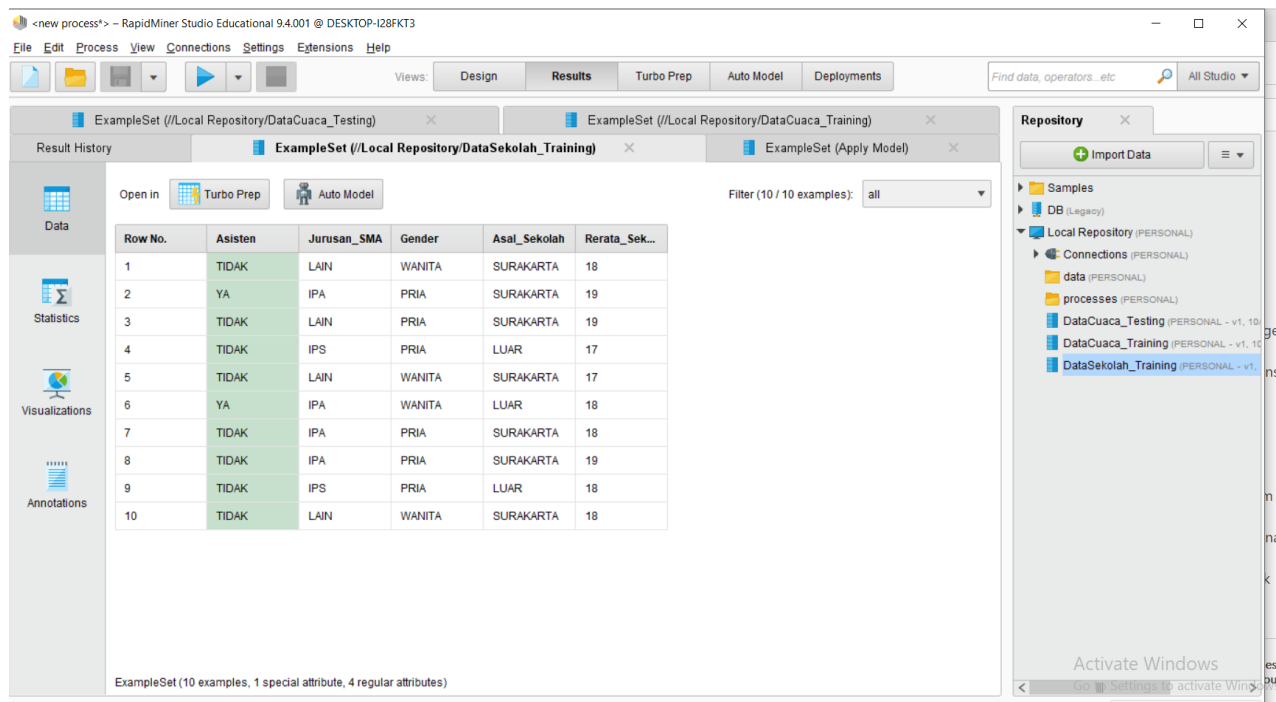 <new process*> – RapidMiner Studio Educational 9.4.001 @ DESKTOP-I28FKT3
File Edit Process View Connections Settings Extensions Help
Views: Design Results Turbo Prep Auto Model Deployments Find data, operators...etc All Studio
ExampleSet (//Local Repository/DataCuaca_Testing) ExampleSet (//Local Repository/DataCuaca_Training)
Result History ExampleSet (//Local Repository/DataSekolah_Training) ExampleSet (Apply Model)
Data
Statistics
Visualizations
Annotations
Open in Turbo Prep Auto Model Filter (10 / 10 examples): all
Row No. Asisten Jurusan_SMA Gender Asal_Sekolah Rerata_Sek...
1 TIDAK LAIN WANITA SURAKARTA 18
2 YA IPA PRIA SURAKARTA 19
3 TIDAK LAIN PRIA SURAKARTA 19
4 TIDAK IPS PRIA LUAR 17
5 TIDAK LAIN WANITA SURAKARTA 17
6 YA IPA WANITA LUAR 18
7 TIDAK IPA PRIA SURAKARTA 18
8 TIDAK IPA PRIA SURAKARTA 19
9 TIDAK IPS PRIA LUAR 18
10 TIDAK LAIN WANITA SURAKARTA 18
ExampleSet (10 examples, 1 special attribute, 4 regular attributes)
Repository
Import Data
Samples
DB (Legacy)
Local Repository (PERSONAL)
Connections (PERSONAL)
data (PERSONAL)
processes (PERSONAL)
DataCuaca_Testing (PERSONAL - v1, 10
DataCuaca_Training (PERSONAL - v1, 10
DataSekolah_Training (PERSONAL - v1,
Activate Windows
Go to Settings to activate Windows